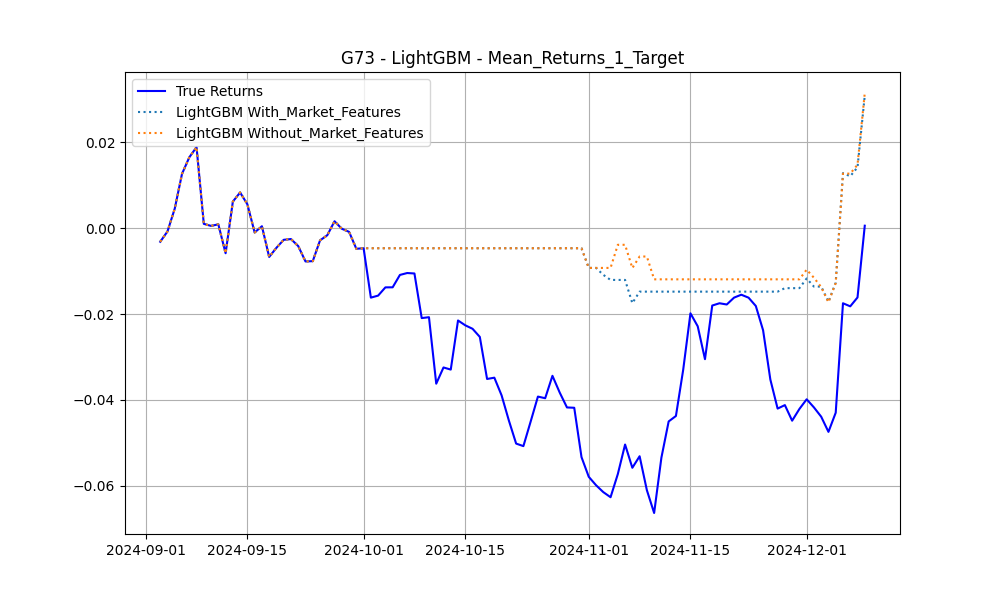 G73 - LightGBM - Mean_Returns_1_Target
True Returns
LightGBM With_Market_Features
LightGBM Without_Market_Features
0.02
0.00
−0.02
−0.04
−0.06
2024-09-01 2024-09-15 2024-10-01 2024-10-15 2024-11-01 2024-11-15 2024-12-01